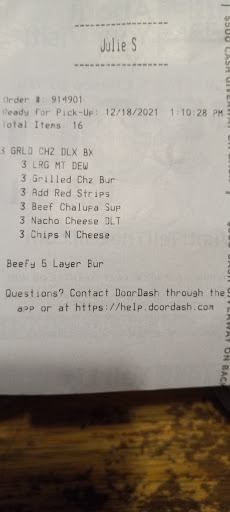 Julie S
Order #: 914901
Ready for Pick-Up: 12/18/2021 1:10:28 PM
Total Items: 16
3 GRLD CHZ DLX BX
3 LRG MT DEW
3 Grilled Chz Bur
3 Add Red Strips
3 Beef Chalupa Sup
3 Nacho Cheese DLT
3 Chips N Cheese
Beefy 5 Layer Bur
Questions? Contact DoorDash through the
app or at https://help.doordash.com